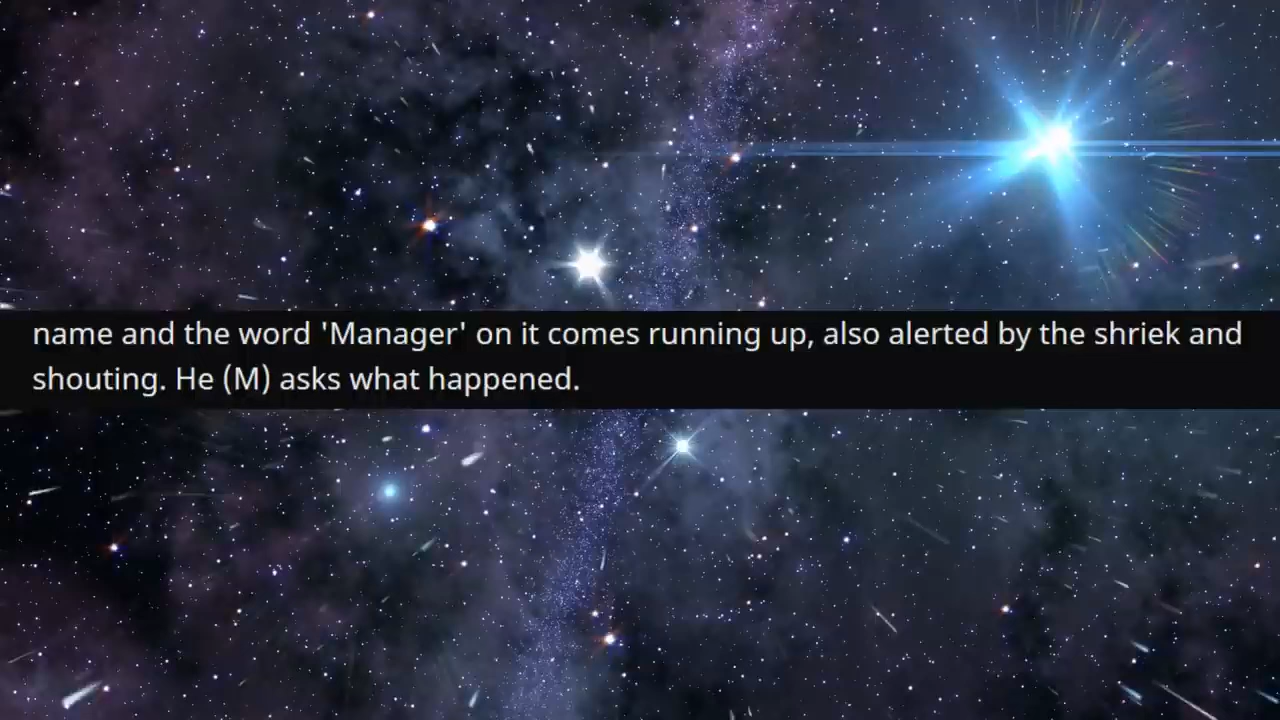 name and the word 'Manager' on it comes running up, also alerted by the shriek and
shouting. He (M) asks what happened.